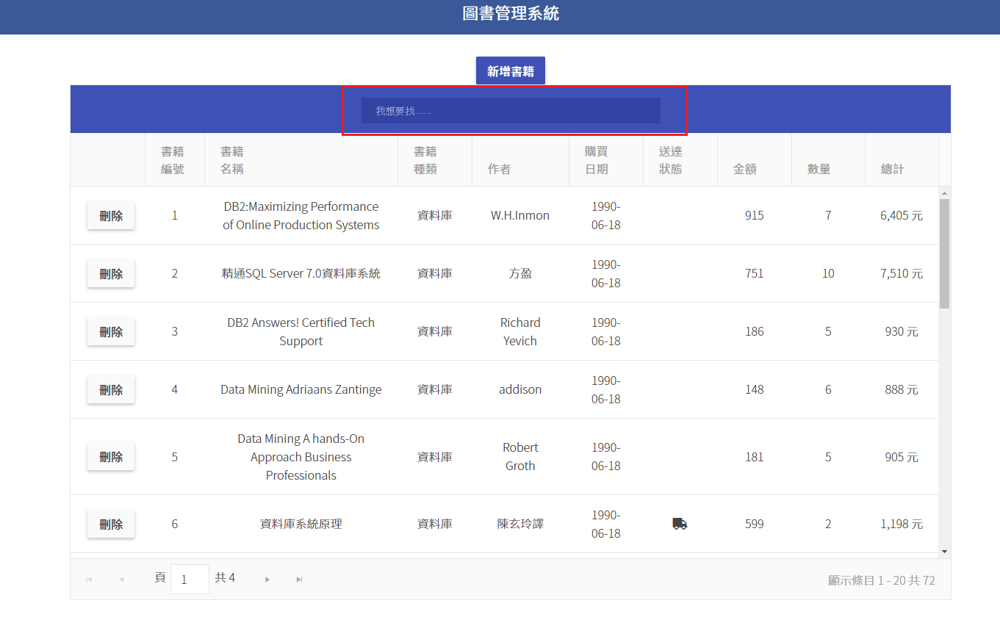 圖書管理系統
新增書籍
我想要找......
書籍編號 書籍名稱 書籍種類 作者 購買日期 送達狀態 金額 數量 總計
刪除 1 DB2:Maximizing Performance of Online Production Systems 資料庫 W.H.Inmon 1990-06-18 915 7 6,405 元
刪除 2 精通SQL Server 7.0資料庫系統 資料庫 方盈 1990-06-18 751 10 7,510 元
刪除 3 DB2 Answers! Certified Tech Support 資料庫 Richard Yevich 1990-06-18 186 5 930 元
刪除 4 Data Mining Adriaans Zantinge 資料庫 addison 1990-06-18 148 6 888 元
刪除 5 Data Mining A hands-On Approach Business Professionals 資料庫 Robert Groth 1990-06-18 181 5 905 元
刪除 6 資料庫系統原理 資料庫 陳玄玲譯 1990-06-18 599 2 1,198 元
頁 1 共 4 顯示條目 1 - 20 共 72